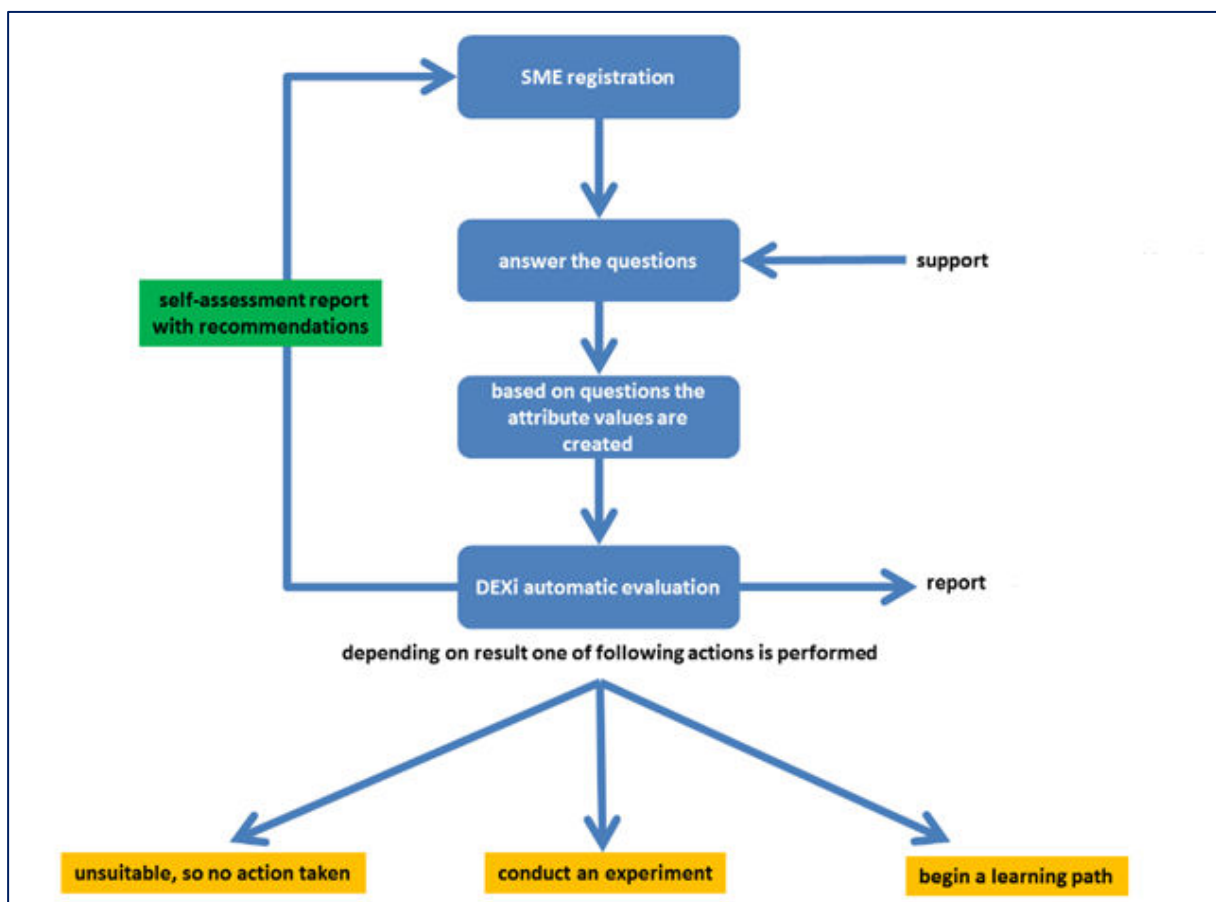 SME registration
answer the questions
support
self-assessment report
with recommendations
based on questions the
attribute values are
created
DEXi automatic evaluation
report
depending on result one of following actions is performed
unsuitable, so no action taken
conduct an experiment
begin a learning path